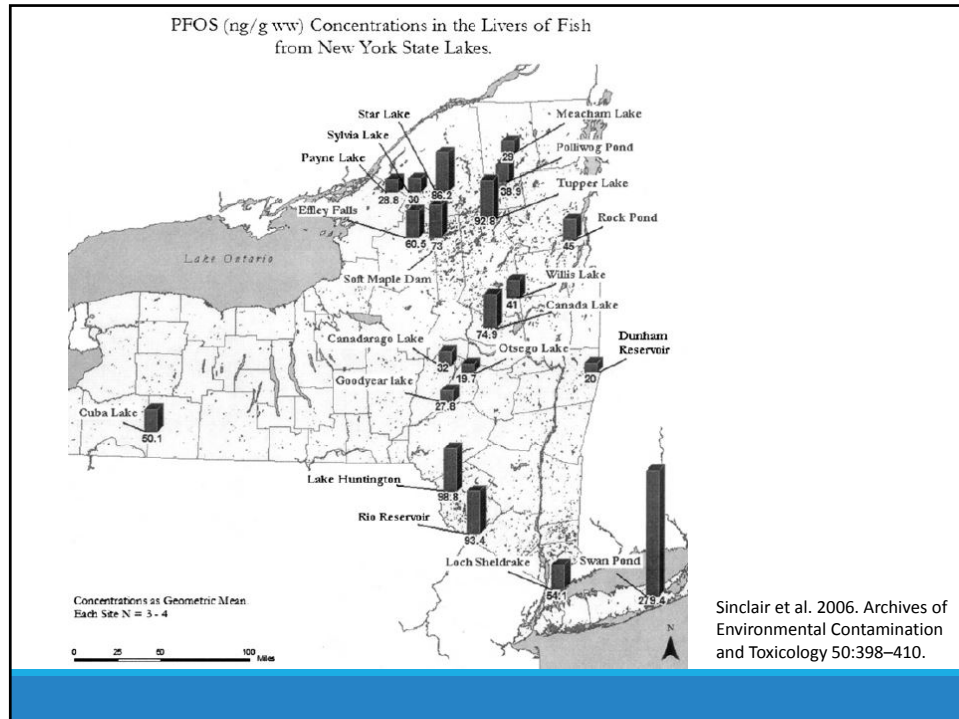 PFOS (ng/g ww) Concentrations in the Livers of Fish
from New York State Lakes.
Star Lake
Meacham Lake
Sylvia Lake
29
Polliwog Pond
Payne Lake
38.9
Tupper Lake
28.8
30
86.2
92.8
Effley Falls
Rock Pond
60.5
73
45
Lake Ontario
Soft Maple Dam
Willis Lake
41
Canada Lake
74.9
Canadarago Lake
Otsego Lake
Dunham
Reservoir
32
19.7
20
Goodyear lake
27.8
Cuba Lake
50.1
Lake Huntington
98.8
Rio Reservoir
93.4
Loch Sheldrake
Swan Pond
54.1
279.4
Concentrations as Geometric Mean.
Each Site N = 3 - 4
0 25 50 100
Miles
N
Sinclair et al. 2006. Archives of
Environmental Contamination
and Toxicology 50:398–410.